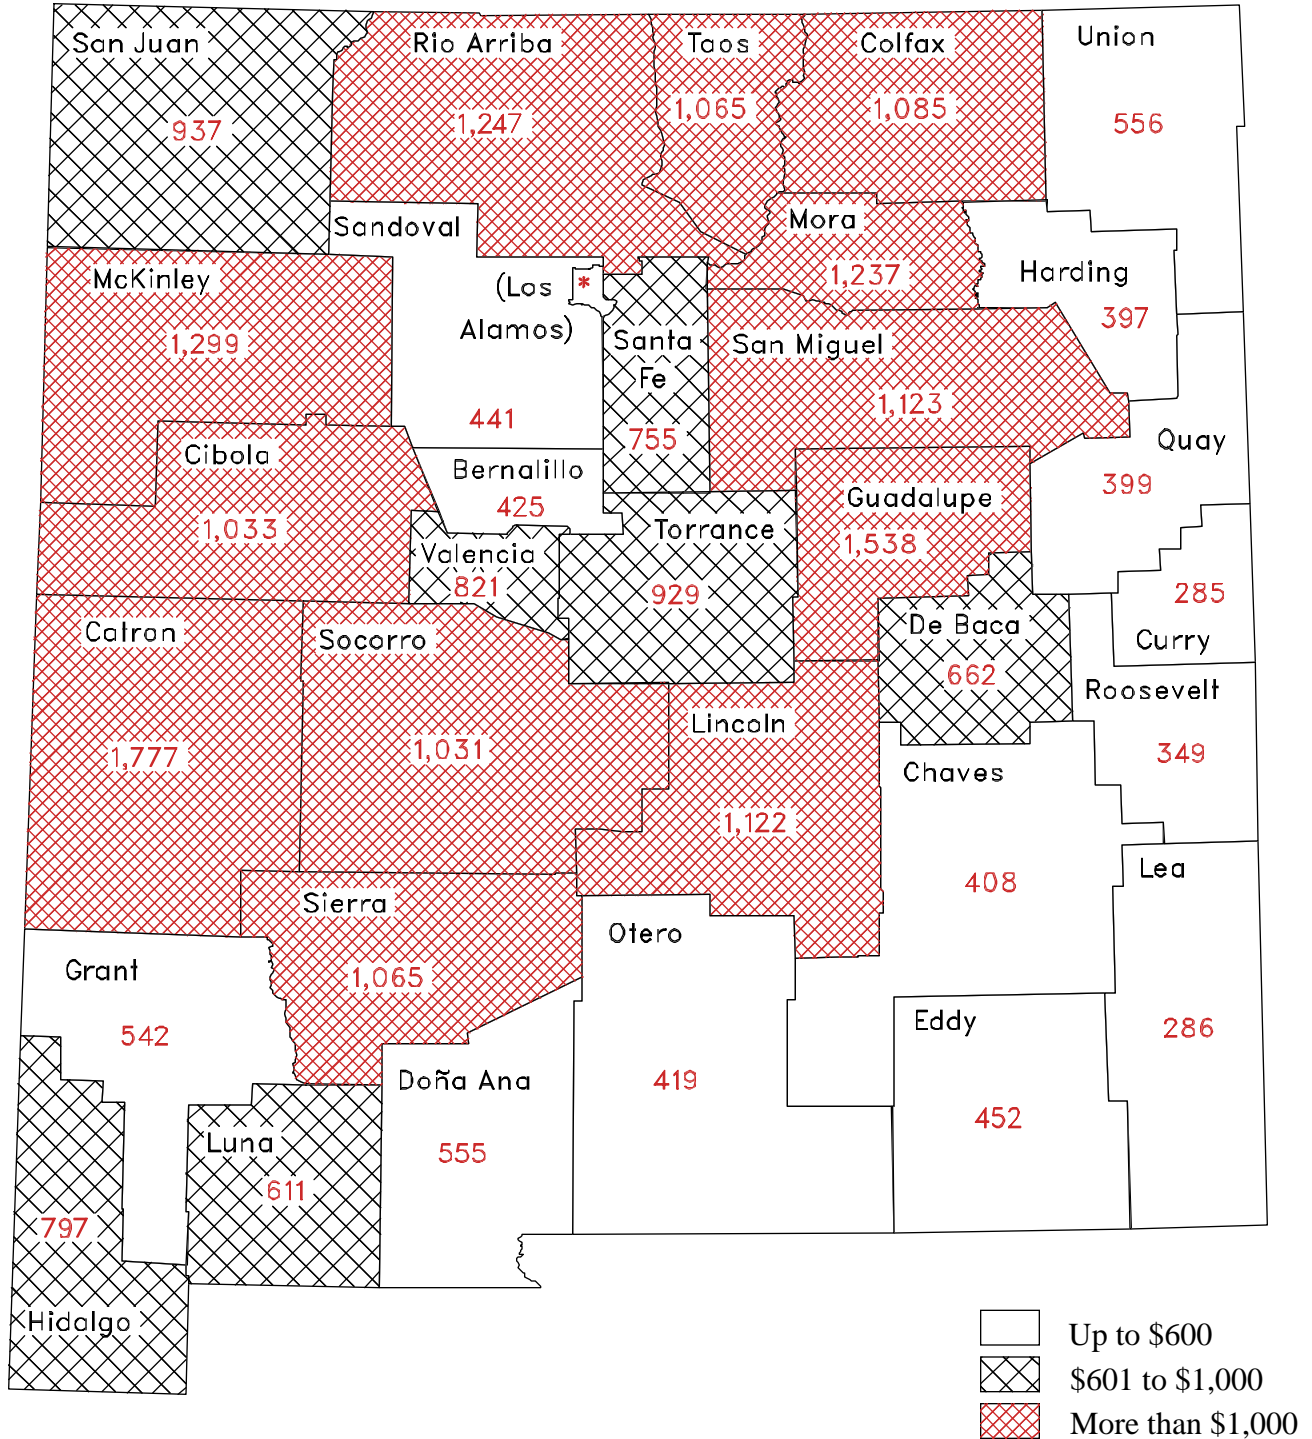 San Juan
937
Rio Arriba
1,247
Taos
1,065
Colfax
1,085
Union
556
Sandoval
441
(Los
Alamos)
*
Mora
1,237
Harding
397
McKinley
1,299
Santa
Fe
755
San Miguel
1,123
Quay
399
Cibola
1,033
Bernalillo
425
Guadalupe
1,538
Valencia
821
Torrance
929
285
Curry
De Baca
662
Catron
1,777
Socorro
1,031
Lincoln
1,122
Roosevelt
349
Chaves
408
Lea
286
Sierra
1,065
Otero
419
Grant
542
Eddy
452
Doña Ana
555
Luna
611
797
Hidalgo
Up to $600
$601 to $1,000
More than $1,000